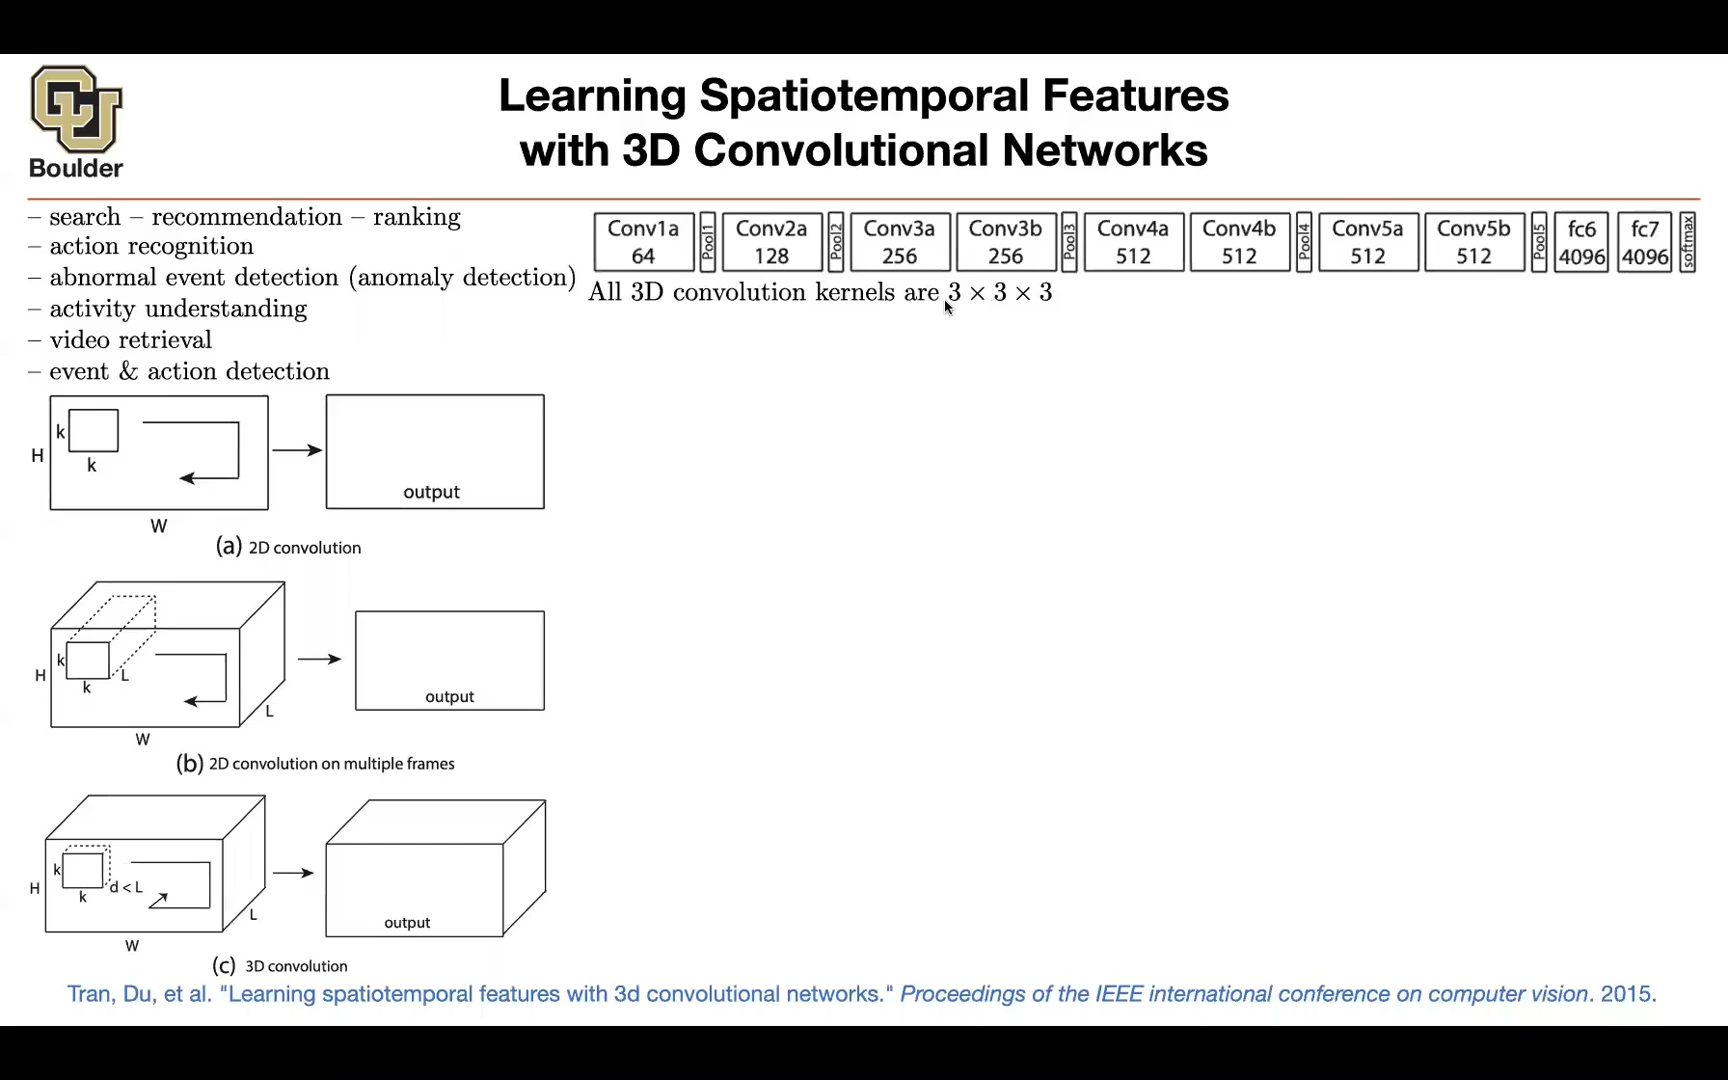 Boulder
Learning Spatiotemporal Features
with 3D Convolutional Networks
– search – recommendation – ranking
– action recognition
– abnormal event detection (anomaly detection)
– activity understanding
– video retrieval
– event & action detection
Conv1a 64 Pool1 Conv2a 128 Pool2 Conv3a 256 Conv3b 256 Pool3 Conv4a 512 Conv4b 512 Pool4 Conv5a 512 Conv5b 512 Pool5 fc6 4096 fc7 4096 softmax
All 3D convolution kernels are 3 × 3 × 3
k
H
k
output
W
(a) 2D convolution
k
H
k
L
L
output
W
(b) 2D convolution on multiple frames
k
H
k
d < L
L
output
W
(c) 3D convolution
Tran, Du, et al. "Learning spatiotemporal features with 3d convolutional networks." Proceedings of the IEEE international conference on computer vision. 2015.